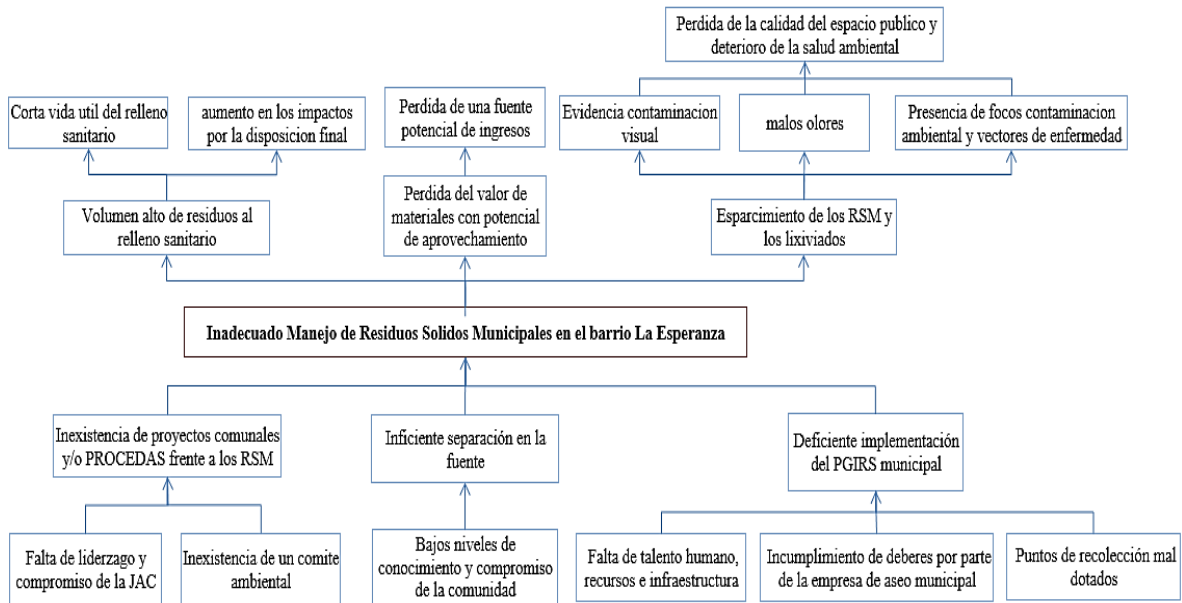 Perdida de la calidad del espacio publico y
deterioro de la salud ambiental
Corta vida util del relleno
sanitario
aumento en los impactos
por la disposicion final
Perdida de una fuente
potencial de ingresos
Evidencia contaminacion
visual
malos olores
Presencia de focos contaminacion
ambiental y vectores de enfermedad
Volumen alto de residuos al
relleno sanitario
Perdida del valor de
materiales con potencial
de aprovechamiento
Esparcimiento de los RSM y
los lixiviados
Inadecuado Manejo de Residuos Solidos Municipales en el barrio La Esperanza
Inexistencia de proyectos comunales
y/o PROCEDAS frente a los RSM
Inficiente separación en la
fuente
Deficiente implementación
del PGIRS municipal
Falta de liderzago y
compromiso de la JAC
Inexistencia de un comite
ambiental
Bajos niveles de
conocimiento y compromiso
de la comunidad
Falta de talento humano,
recursos e infraestructura
Incumplimiento de deberes por parte
de la empresa de aseo municipal
Puntos de recolección mal
dotados